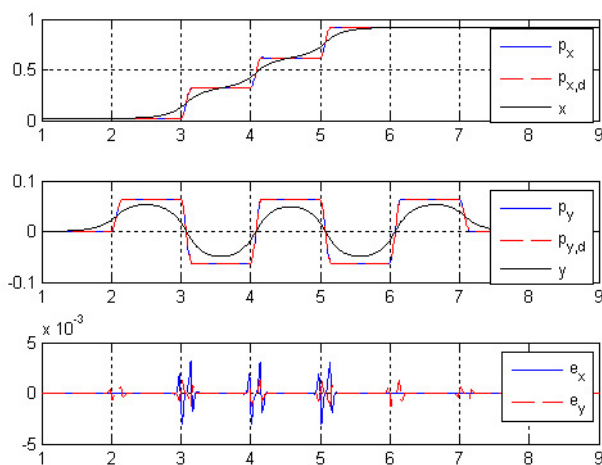 1
0.5
0
p_x
p_{x,d}
x
1 2 3 4 5 6 7 8 9
0.1
0
-0.1
p_y
p_{y,d}
y
1 2 3 4 5 6 7 8 9
x 10^{-3}
5
0
-5
e_x
e_y
1 2 3 4 5 6 7 8 9